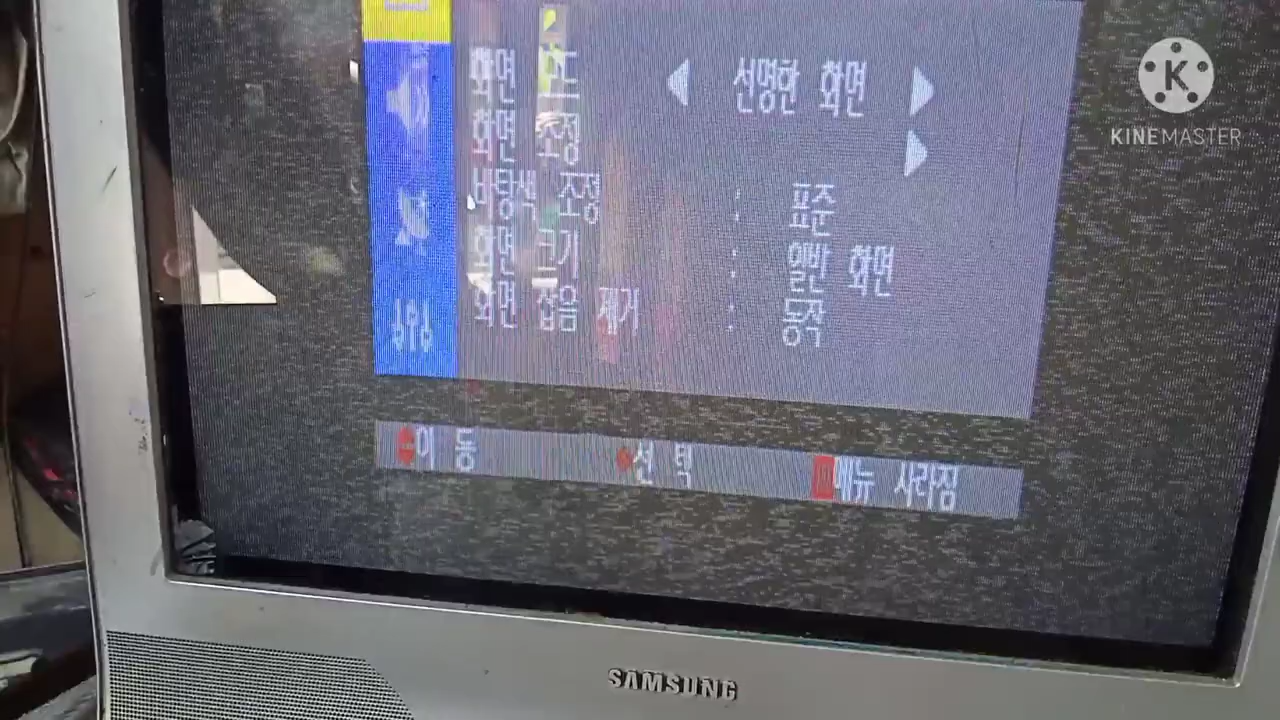 화면 모드 선명한 화면
화면 조정
바탕색 조정 : 표준
화면 크기 : 일반 화면
화면 잡음 제거 : 동작
이 동 선 택 메뉴 사라짐
SAMSUNG
K
KINEMASTER